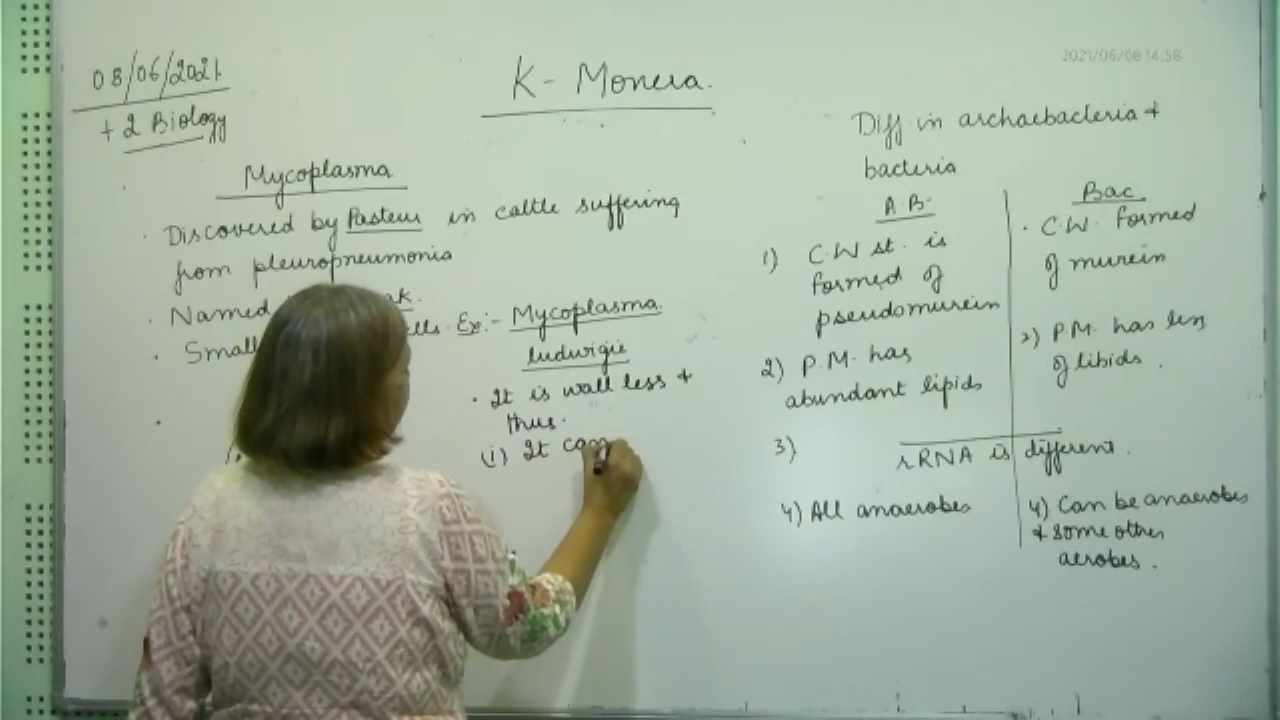 2021/06/08 14:58
08/06/2021
+2 Biology
K - Monera.
Mycoplasma
· Discovered by Pasteur in cattle suffering
from pleuropneumonia
· Named
· Small Ex:- Mycoplasma
ludwigie
· It is wall less &
thus.
(i) It can
Diff in archaebacteria &
bacteria
A.B.
1) C.W st. is
formed of
pseudomurein
2) P.M. has
abundant lipids
Bac
· C.W. formed
of murein
2) P.M. has less
of libids.
3) rRNA is different.
4) All anaerobes
4) Can be anaerobes
& some other
aerobes.